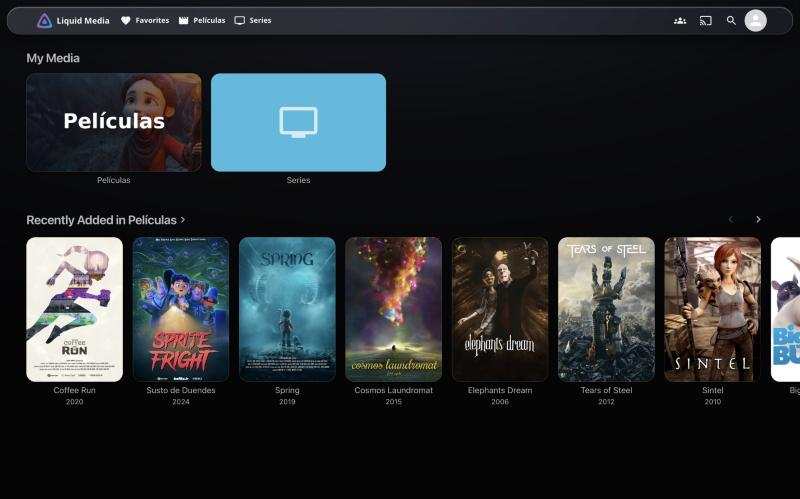 Liquid Media Favorites Películas Series
My Media
Películas
Películas
Series
Recently Added in Películas
coffee
RUN
SPRITE
FRIGHT
SPRING
cosmos laundromat
elephants dream
TEARS OF STEEL
SINTEL
Coffee Run
2020
Susto de Duendes
2024
Spring
2019
Cosmos Laundromat
2015
Elephants Dream
2006
Tears of Steel
2012
Sintel
2010